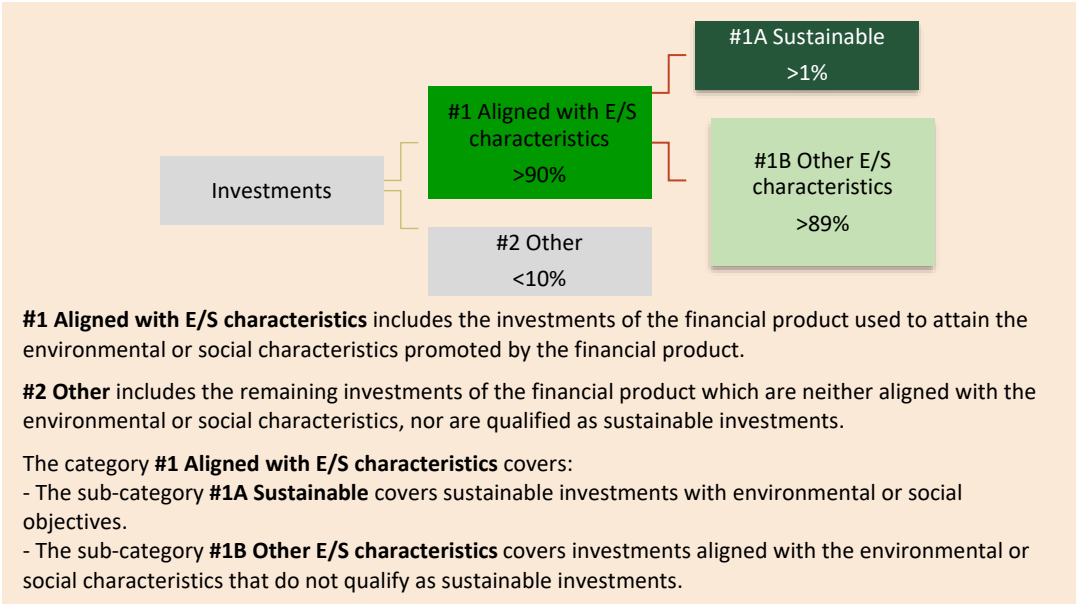 #1A Sustainable
>1%
#1 Aligned with E/S
characteristics
>90%
#1B Other E/S
characteristics
>89%
Investments
#2 Other
<10%
#1 Aligned with E/S characteristics includes the investments of the financial product used to attain the
environmental or social characteristics promoted by the financial product.
#2 Other includes the remaining investments of the financial product which are neither aligned with the
environmental or social characteristics, nor are qualified as sustainable investments.
The category #1 Aligned with E/S characteristics covers:
- The sub-category #1A Sustainable covers sustainable investments with environmental or social
objectives.
- The sub-category #1B Other E/S characteristics covers investments aligned with the environmental or
social characteristics that do not qualify as sustainable investments.